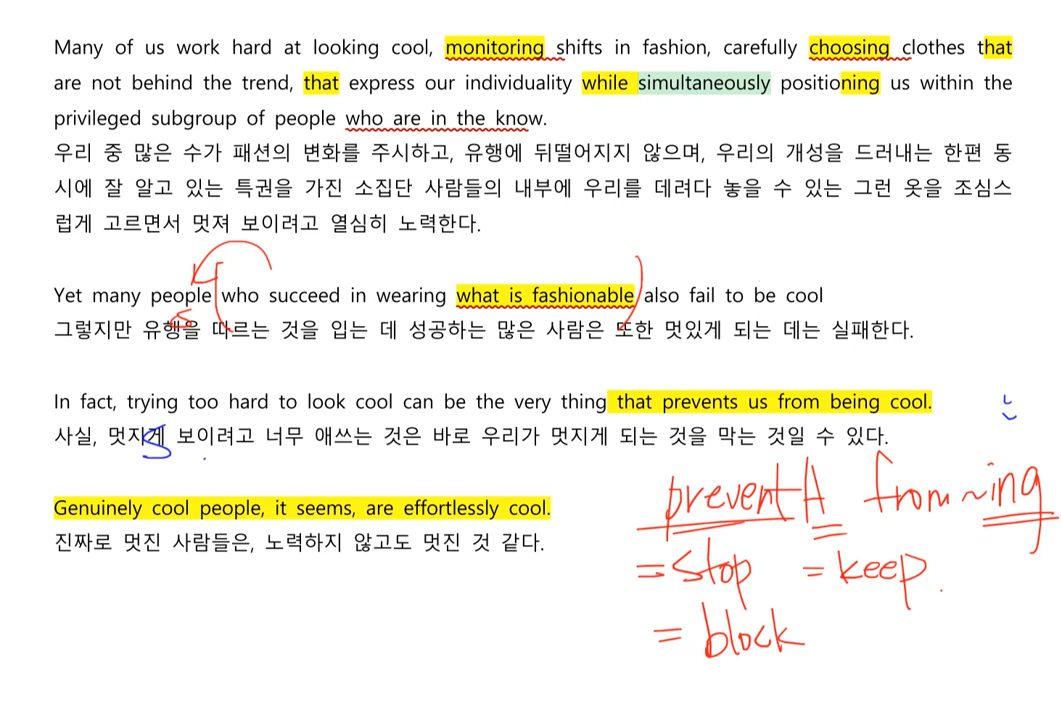 Many of us work hard at looking cool, monitoring shifts in fashion, carefully choosing clothes that
are not behind the trend, that express our individuality while simultaneously positioning us within the
privileged subgroup of people who are in the know.
우리 중 많은 수가 패션의 변화를 주시하고, 유행에 뒤떨어지지 않으며, 우리의 개성을 드러내는 한편 동
시에 잘 알고 있는 특권을 가진 소집단 사람들의 내부에 우리를 데려다 놓을 수 있는 그런 옷을 조심스
럽게 고르면서 멋져 보이려고 열심히 노력한다.
Yet many people who succeed in wearing what is fashionable also fail to be cool
그렇지만 유행을 따르는 것을 입는 데 성공하는 많은 사람은 또한 멋있게 되는 데는 실패한다.
In fact, trying too hard to look cool can be the very thing that prevents us from being cool.
사실, 멋지게 보이려고 너무 애쓰는 것은 바로 우리가 멋지게 되는 것을 막는 것일 수 있다.
Genuinely cool people, it seems, are effortlessly cool.
진짜로 멋진 사람들은, 노력하지 않고도 멋진 것 같다.
prevent A from ~ing
= stop = keep
= block